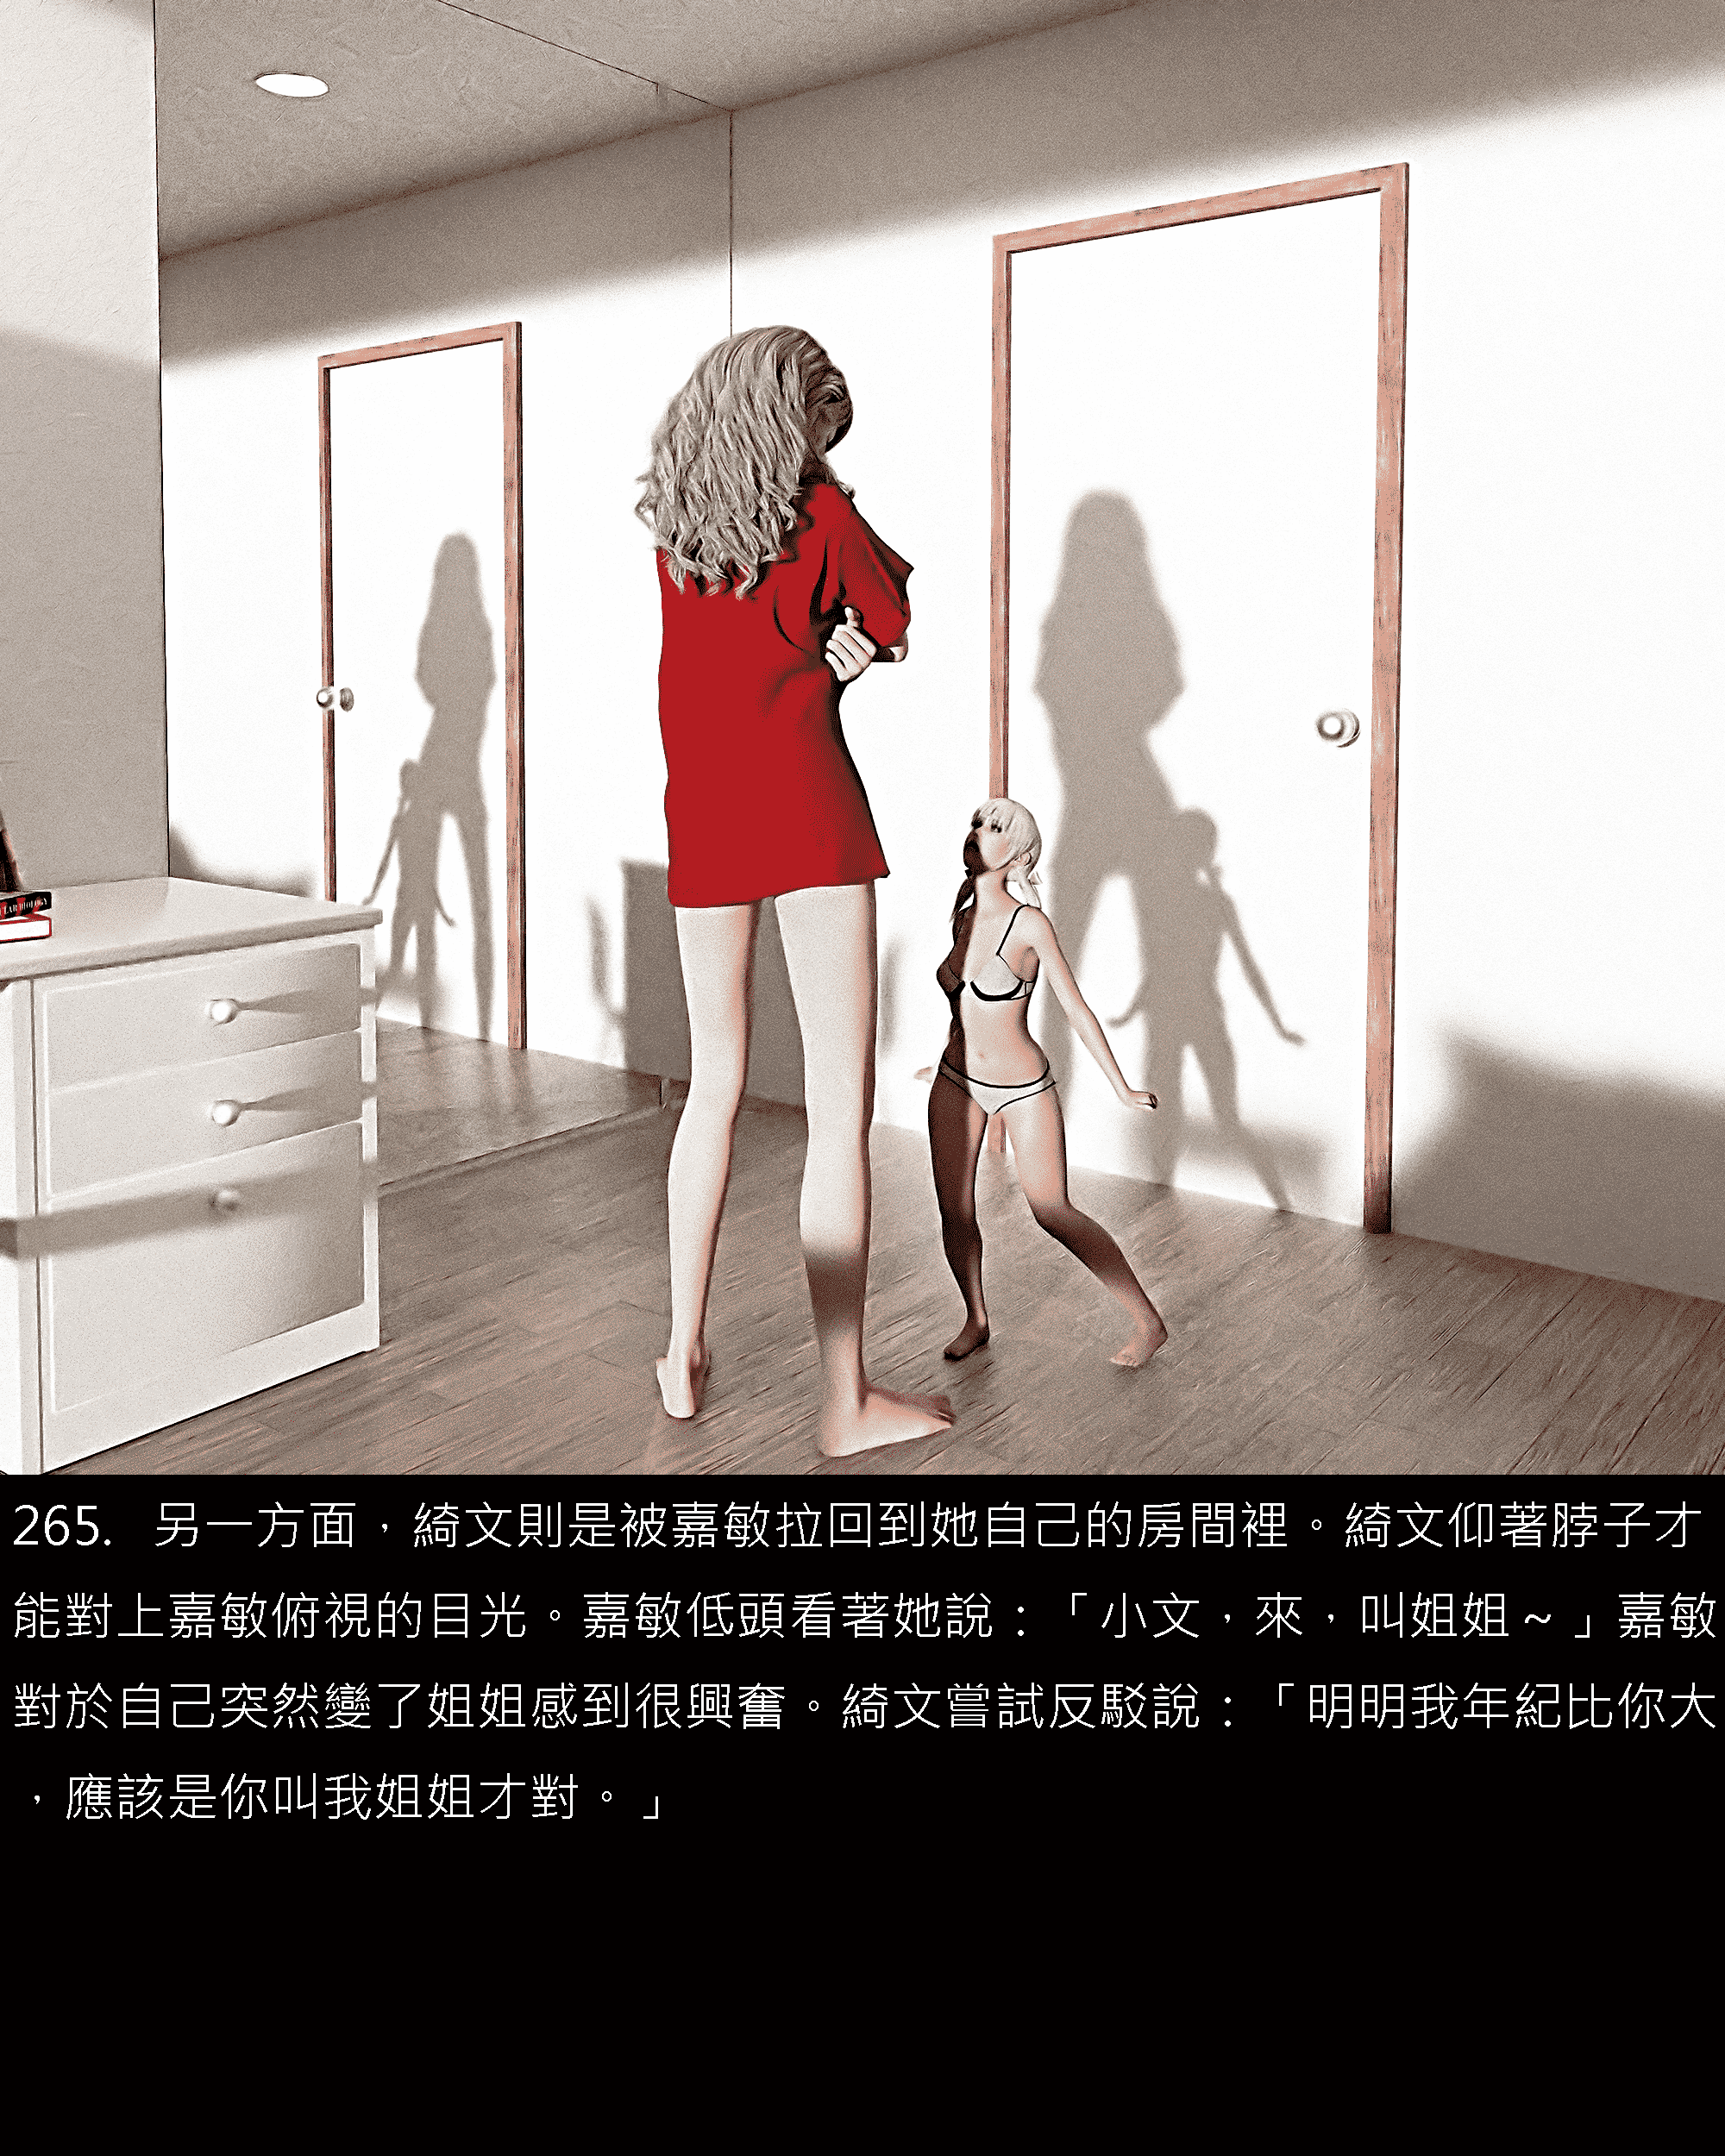 LAR BIOLOGY
265. 另一方面，綺文則是被嘉敏拉回到她自己的房間裡。綺文仰著脖子才
能對上嘉敏俯視的目光。嘉敏低頭看著她說：「小文，來，叫姐姐～」嘉敏
對於自己突然變了姐姐感到很興奮。綺文嘗試反駁說：「明明我年紀比你大
，應該是你叫我姐姐才對。」